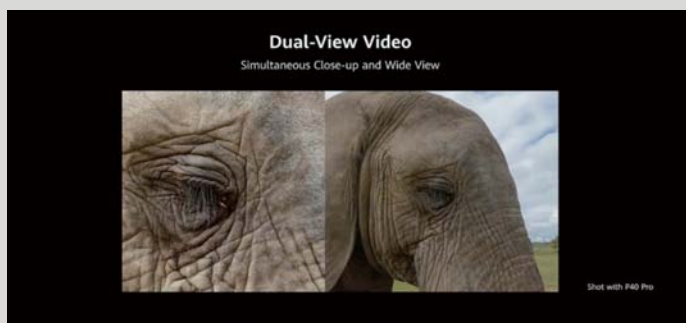 Dual-View Video
Simultaneous Close-up and Wide View
Shot with P40 Pro